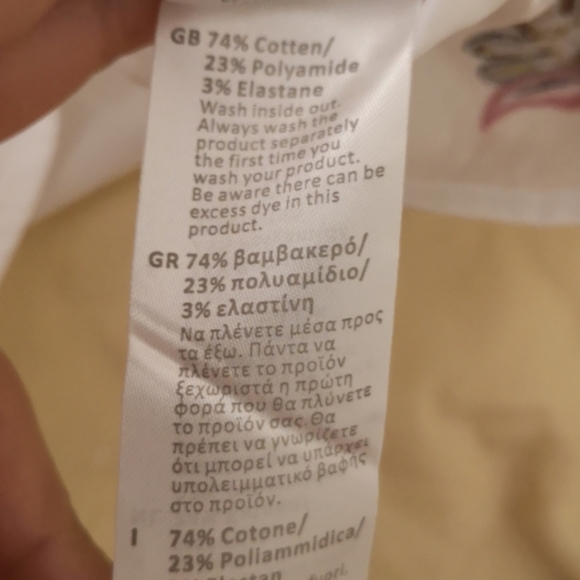 GB 74% Cotten/
23% Polyamide
3% Elastane
Wash inside out.
Always wash the
product separately
the first time you
wash your product.
Be aware there can be
excess dye in this
product.
GR 74% βαμβακερό/
23% πολυαμίδιο/
3% ελαστίνη
Να πλένετε μέσα προς
τα έξω. Πάντα να
πλένετε το προϊόν
ξεχωριστά η πρώτη
φορά που θα πλύνετε
το προϊόν σας. Θα
πρέπει να γνωρίζετε
ότι μπορεί να υπάρχει
υπολειμματικό βαφής
στο προϊόν.
I 74% Cotone/
23% Poliammidica/